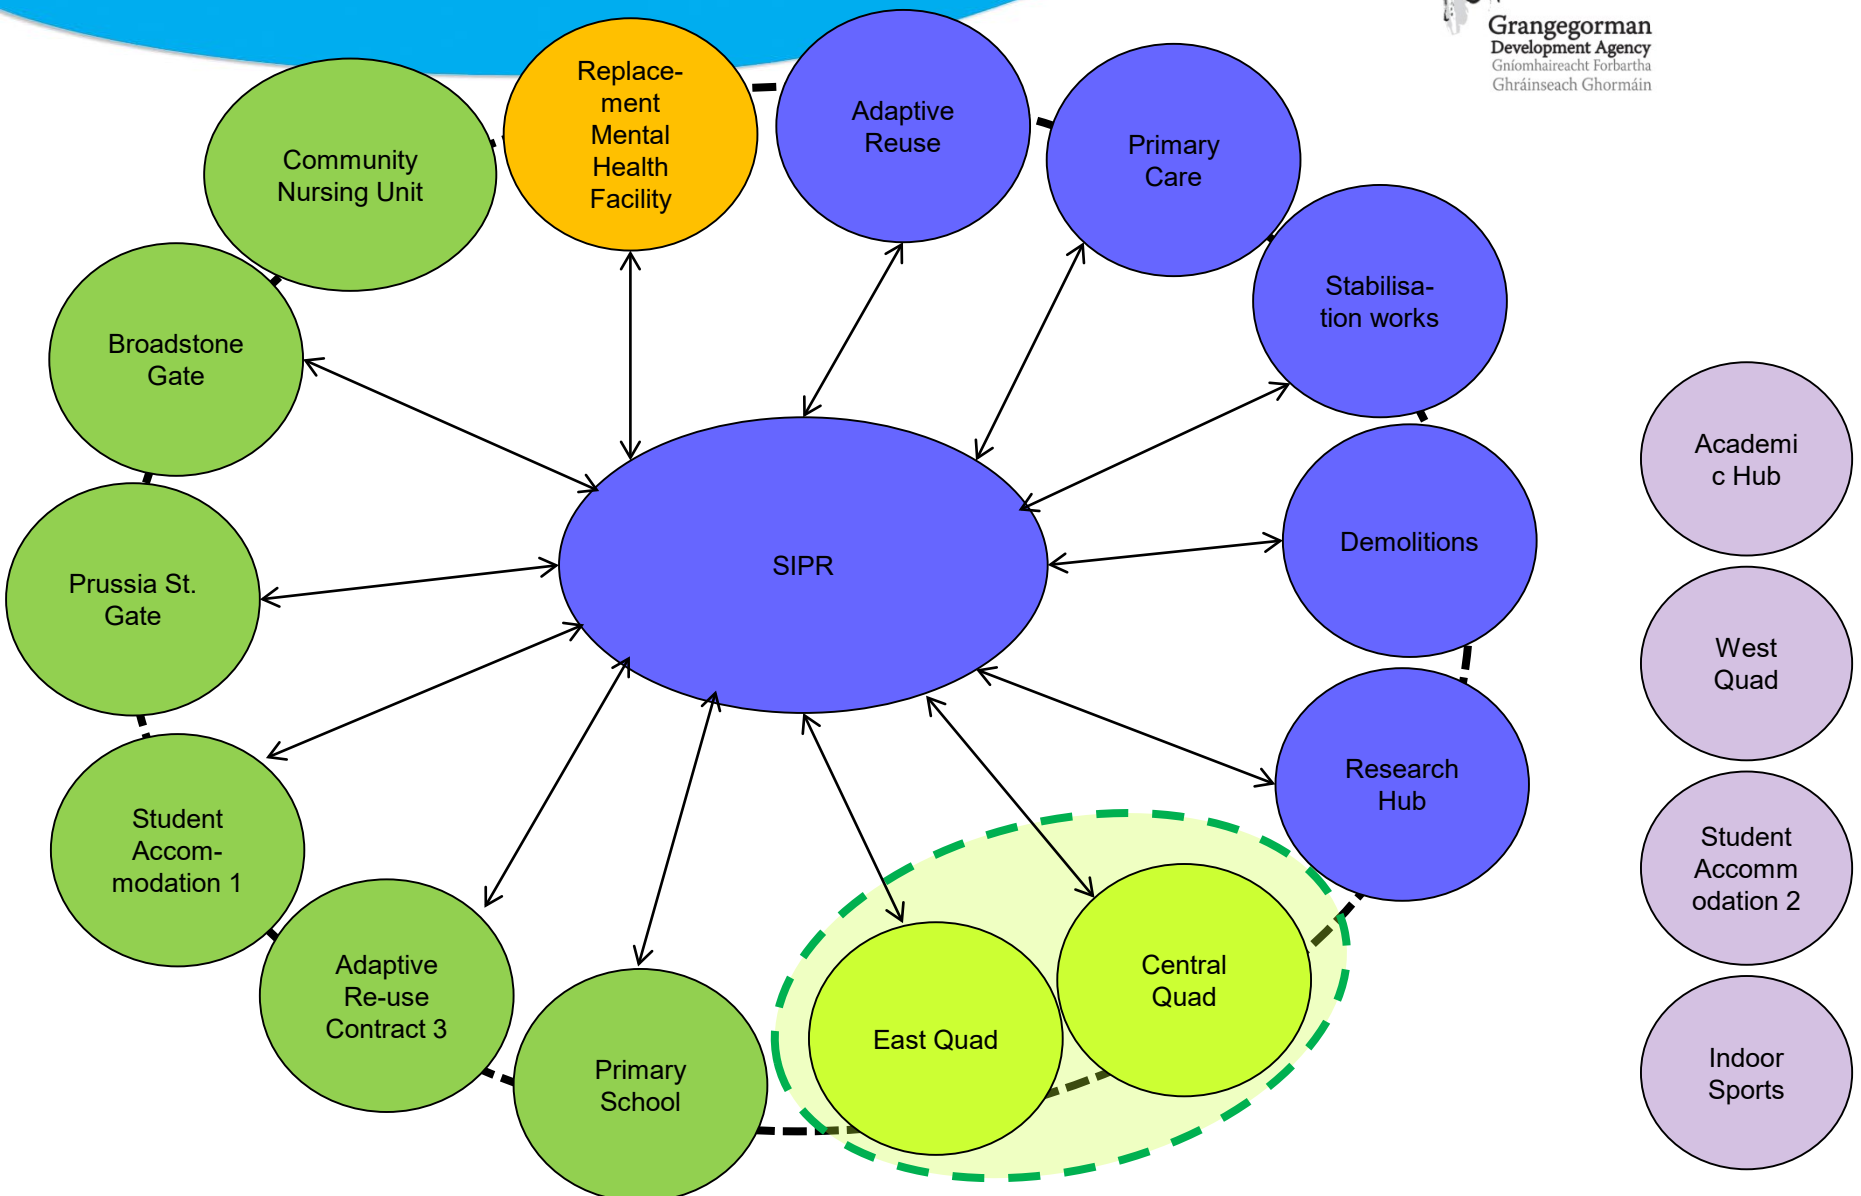 Grangegorman
Development Agency
Gníomhaireacht Forbartha
Ghráinseach Ghormáin
Replace-
ment
Mental
Health
Facility
Adaptive
Reuse
Primary
Care
Community
Nursing Unit
Stabilisa-
tion works
Broadstone
Gate
Academi
c Hub
Demolitions
SIPR
Prussia St.
Gate
West
Quad
Research
Hub
Student
Accom-
modation 1
Student
Accomm
odation 2
Adaptive
Re-use
Contract 3
Central
Quad
East Quad
Primary
School
Indoor
Sports